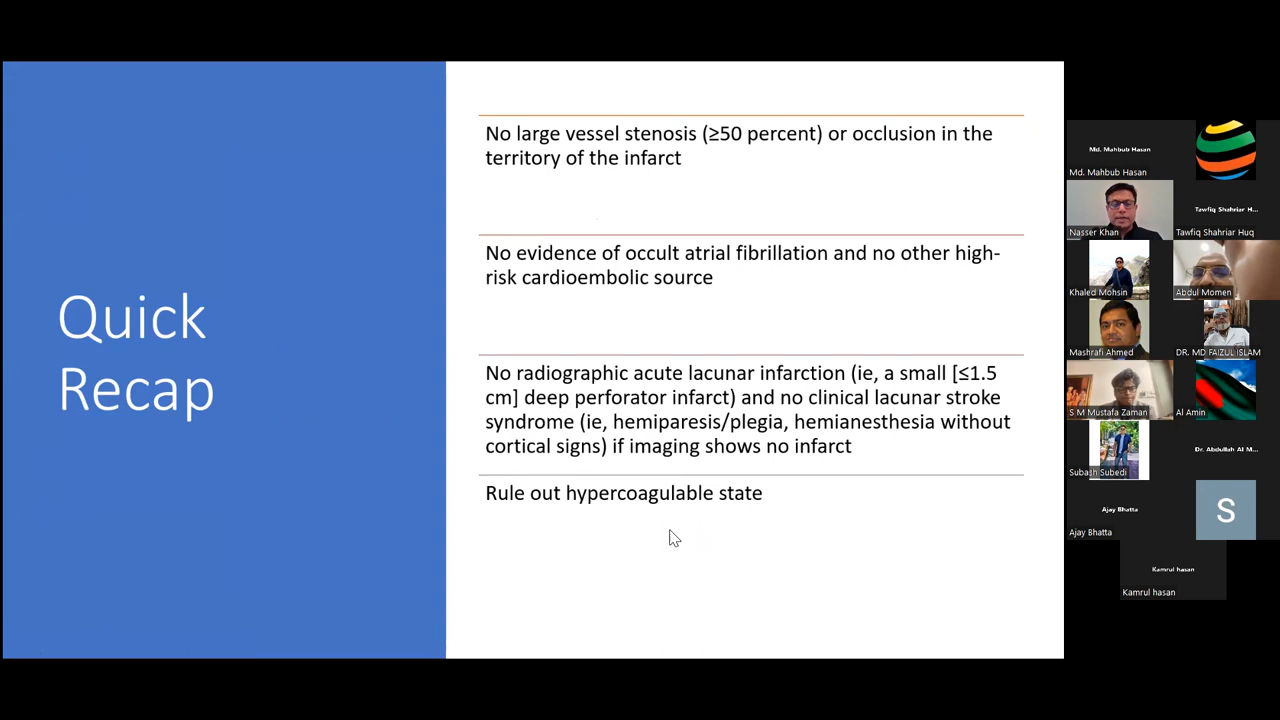 Quick
Recap
No large vessel stenosis (≥50 percent) or occlusion in the
territory of the infarct
No evidence of occult atrial fibrillation and no other high-
risk cardioembolic source
No radiographic acute lacunar infarction (ie, a small [≤1.5
cm] deep perforator infarct) and no clinical lacunar stroke
syndrome (ie, hemiparesis/plegia, hemianesthesia without
cortical signs) if imaging shows no infarct
Rule out hypercoagulable state
Md. Mahbub Hasan
Md. Mahbub Hasan
Nasser Khan
Tawfiq Shahriar H...
Tawfiq Shahriar Huq
Khaled Mohsin
Abdul Momen
Mashrafi Ahmed
DR. MD FAIZUL ISLAM
S M Mustafa Zaman
Al Amin
Subash Subedi
Dr. Abdullah Al M...
Ajay Bhatta
Ajay Bhatta
S
Kamrul hasan
Kamrul hasan